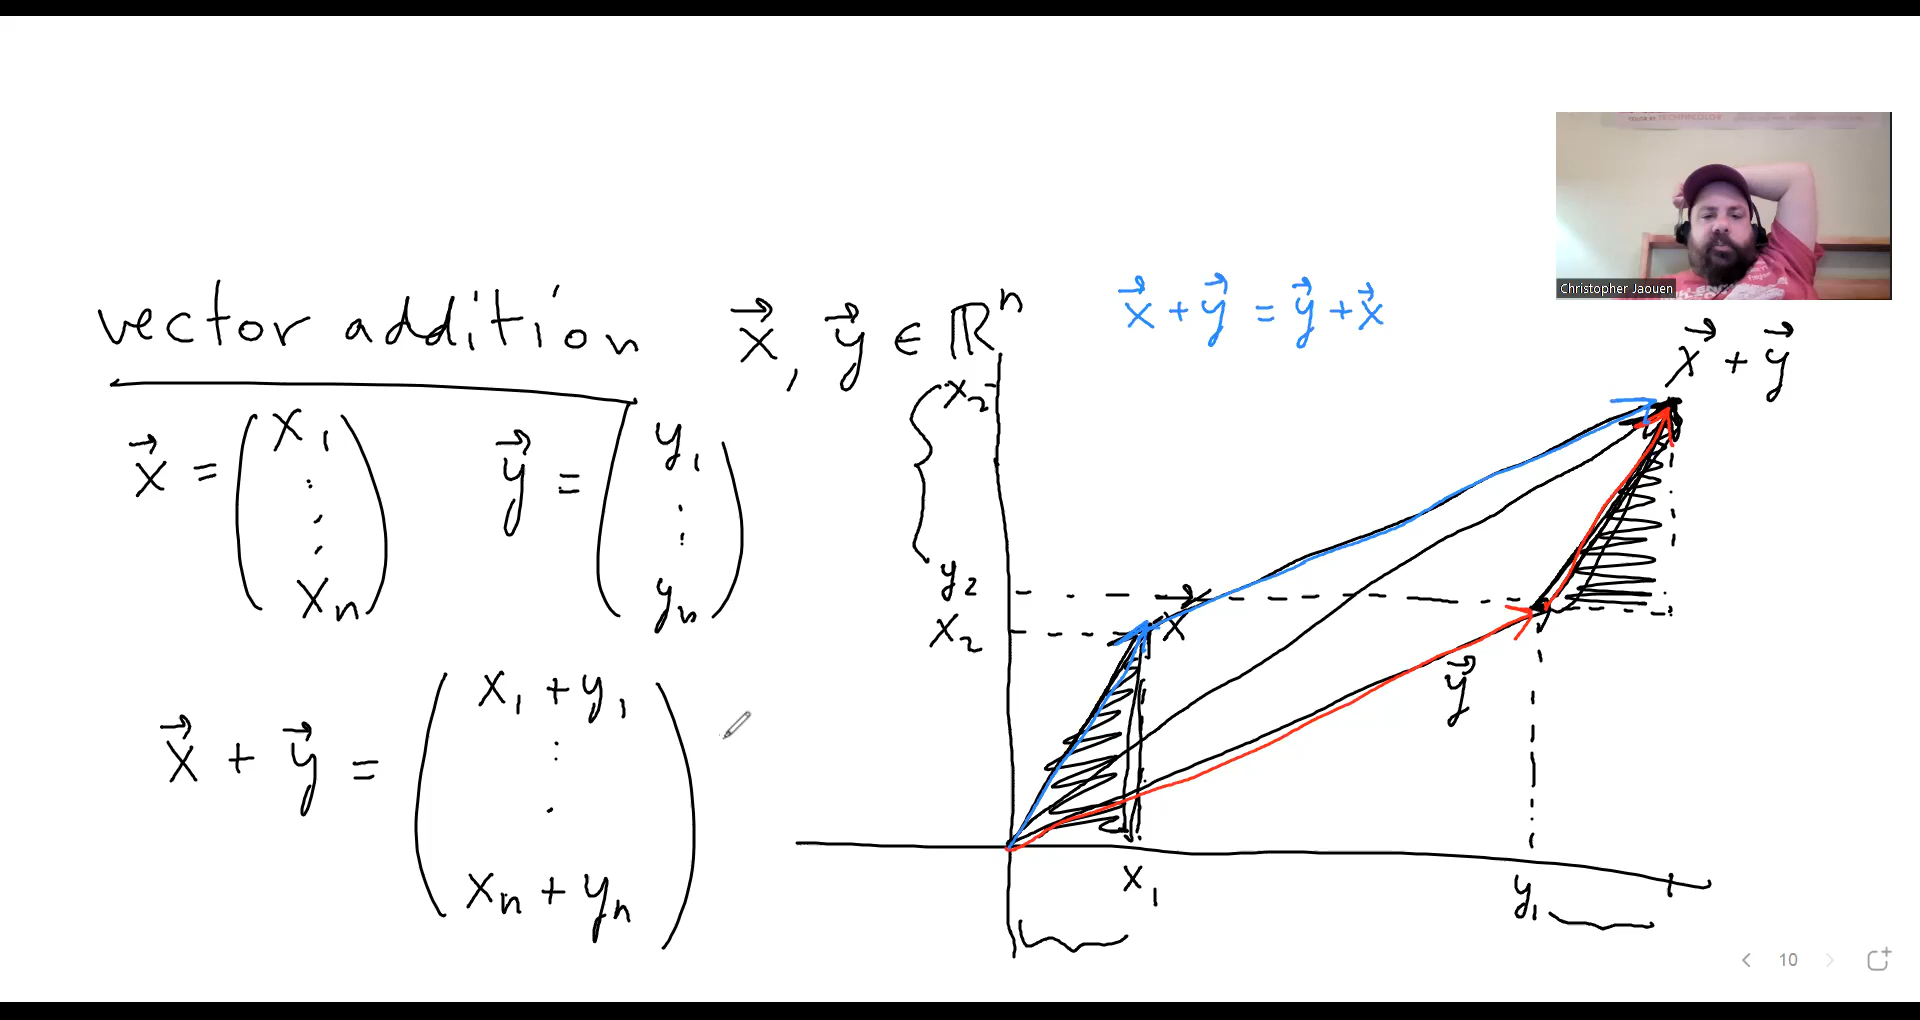 vector addition x⃗, y⃗ ∈ ℝⁿ
x⃗ = ( x₁ ⋮ xₙ ) y⃗ = ( y₁ ⋮ yₙ )
x⃗ + y⃗ = ( x₁ + y₁ ⋮ xₙ + yₙ )
x⃗ + y⃗ = y⃗ + x⃗
TECHNICOLOR
Christopher Jaouen
x⃗ + y⃗
x₂
y₂
x₂
x⃗
y⃗
x₁
y₁
10